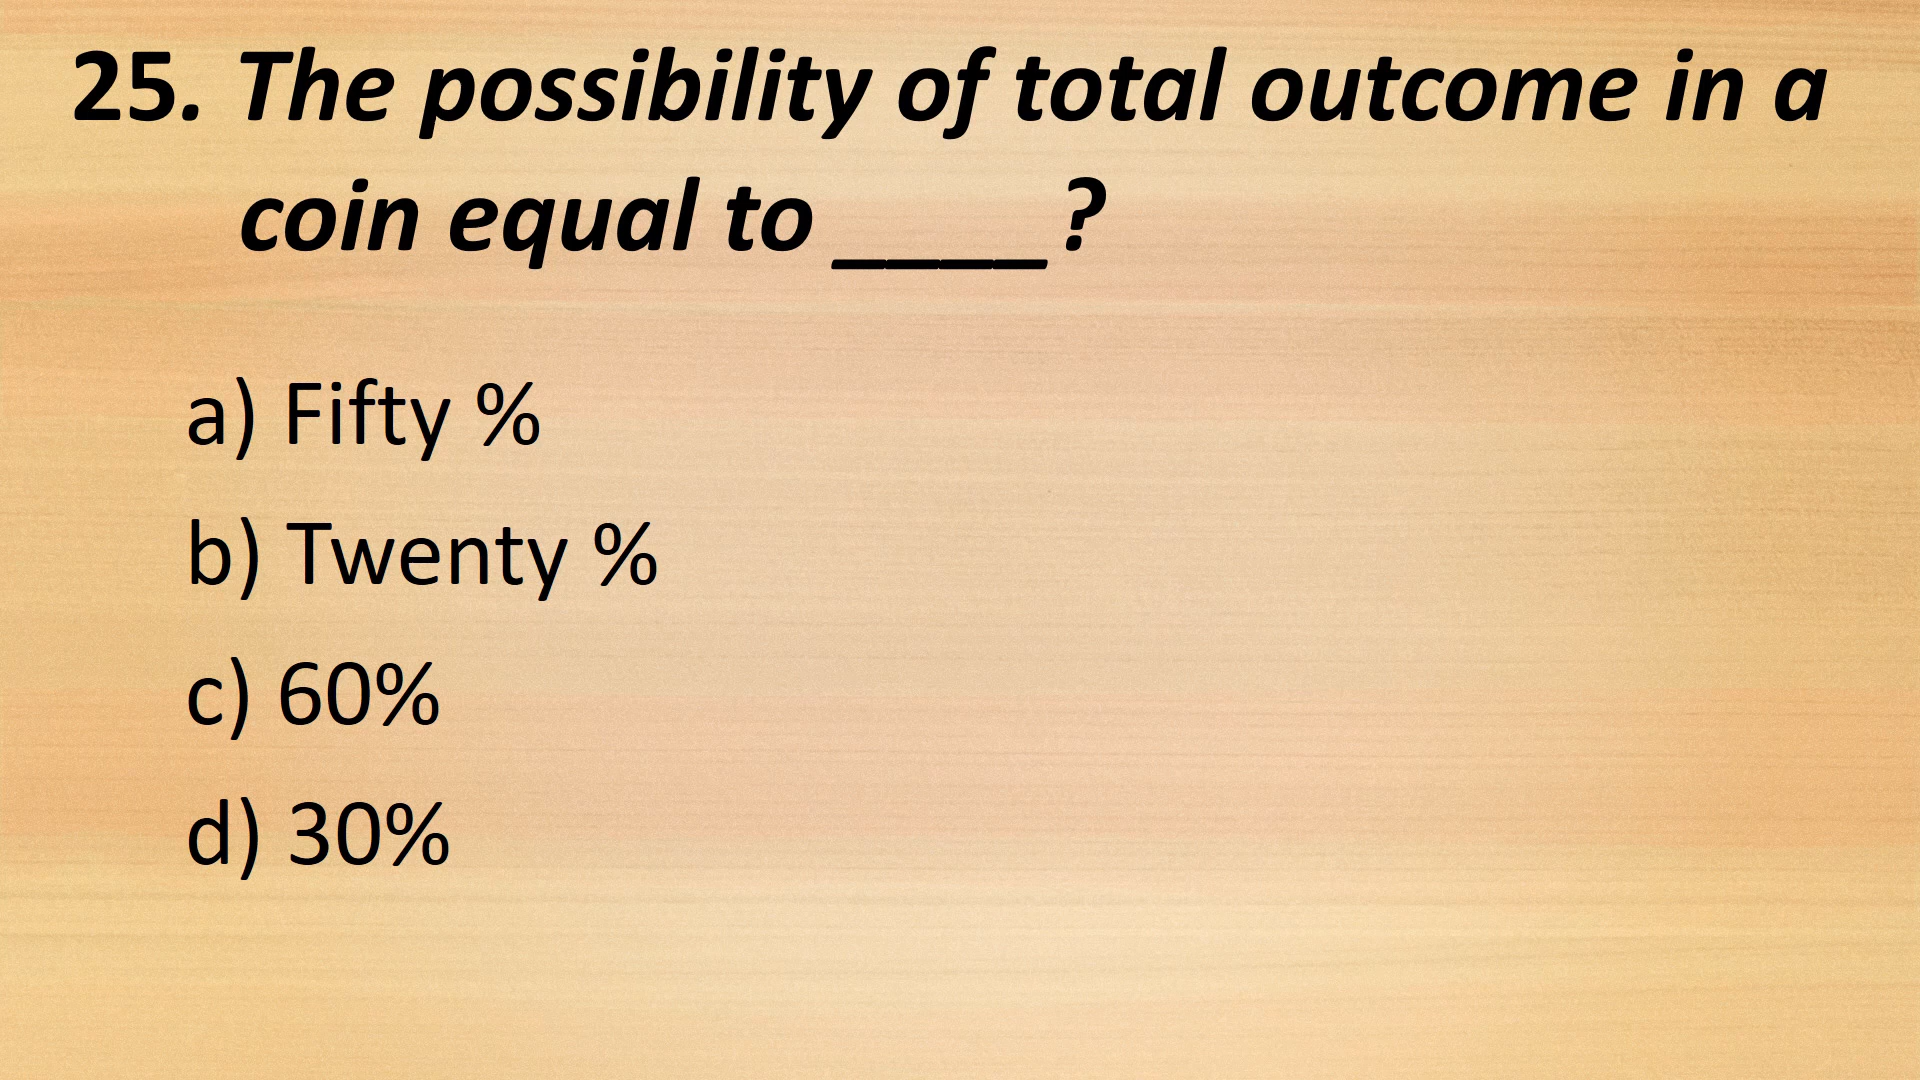 25. The possibility of total outcome in a
coin equal to ____?
a) Fifty %
b) Twenty %
c) 60%
d) 30%